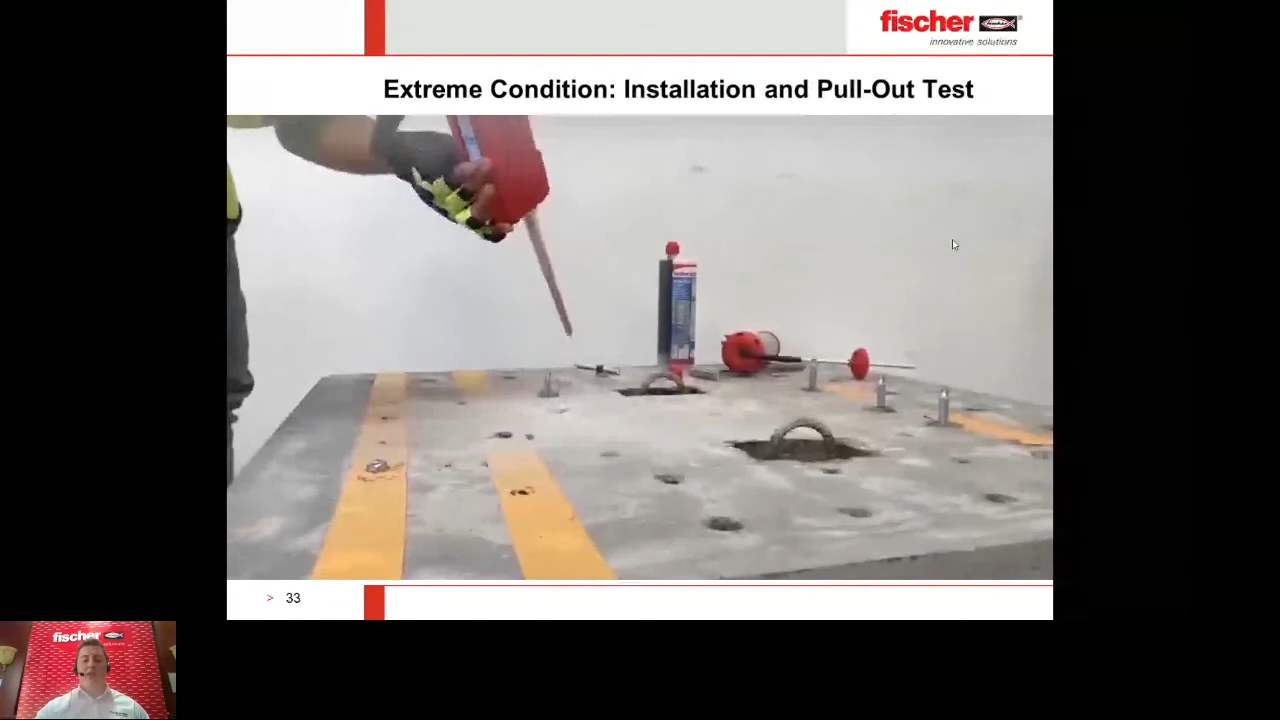 fischer
innovative solutions
Extreme Condition: Installation and Pull-Out Test
> 33
fischer